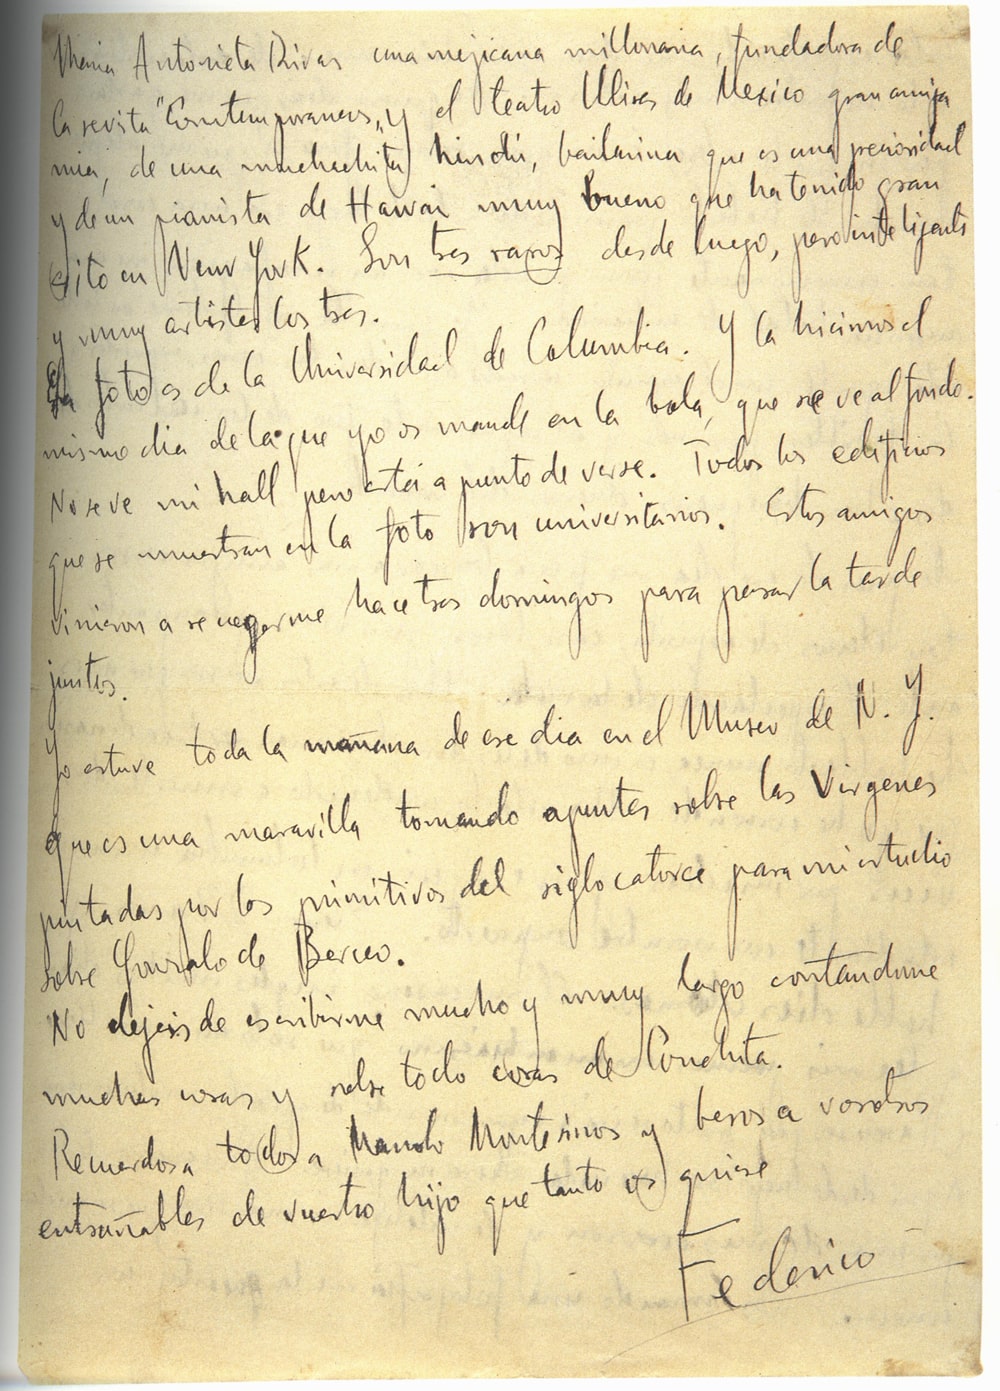 Maria Antonieta Rivas una mejicana millonaria, fundadora de
la revista "Contemporaneos" y el teatro Ulises de Mexico gran amiga
mia, de una muchachita hindú, bailarina que es una preciosidad
y de un pianista de Hawai muy bueno que ha tenido gran
exito en New York. Son tres raros desde luego, pero inteligentes
y muy artistas los tres.
La foto es de la Universidad de Columbia. Y la hicimos el
mismo dia de la que yo os mandé en la bola, que se ve al fondo.
No se ve mi hall pero está a punto de verse. Todos los edificios
que se muestran en la foto son universitarios. Estos amigos
vinieron a recogerme hace tres domingos para pasar la tarde
juntos.
Yo estuve toda la mañana de ese dia en el Museo de N. Y.
que es una maravilla tomando apuntes sobre las Virgenes
pintadas por los primitivos del siglo catorce para mi estudio
sobre Gonzalo de Berceo.
No dejeis de escribirme mucho y muy largo contandome
muchas cosas y sobre todo cosas de Conchita.
Recuerdos a todos a Manolo Montesinos y besos a vosotros
entrañables de vuestro hijo que tanto os quiere
Federico